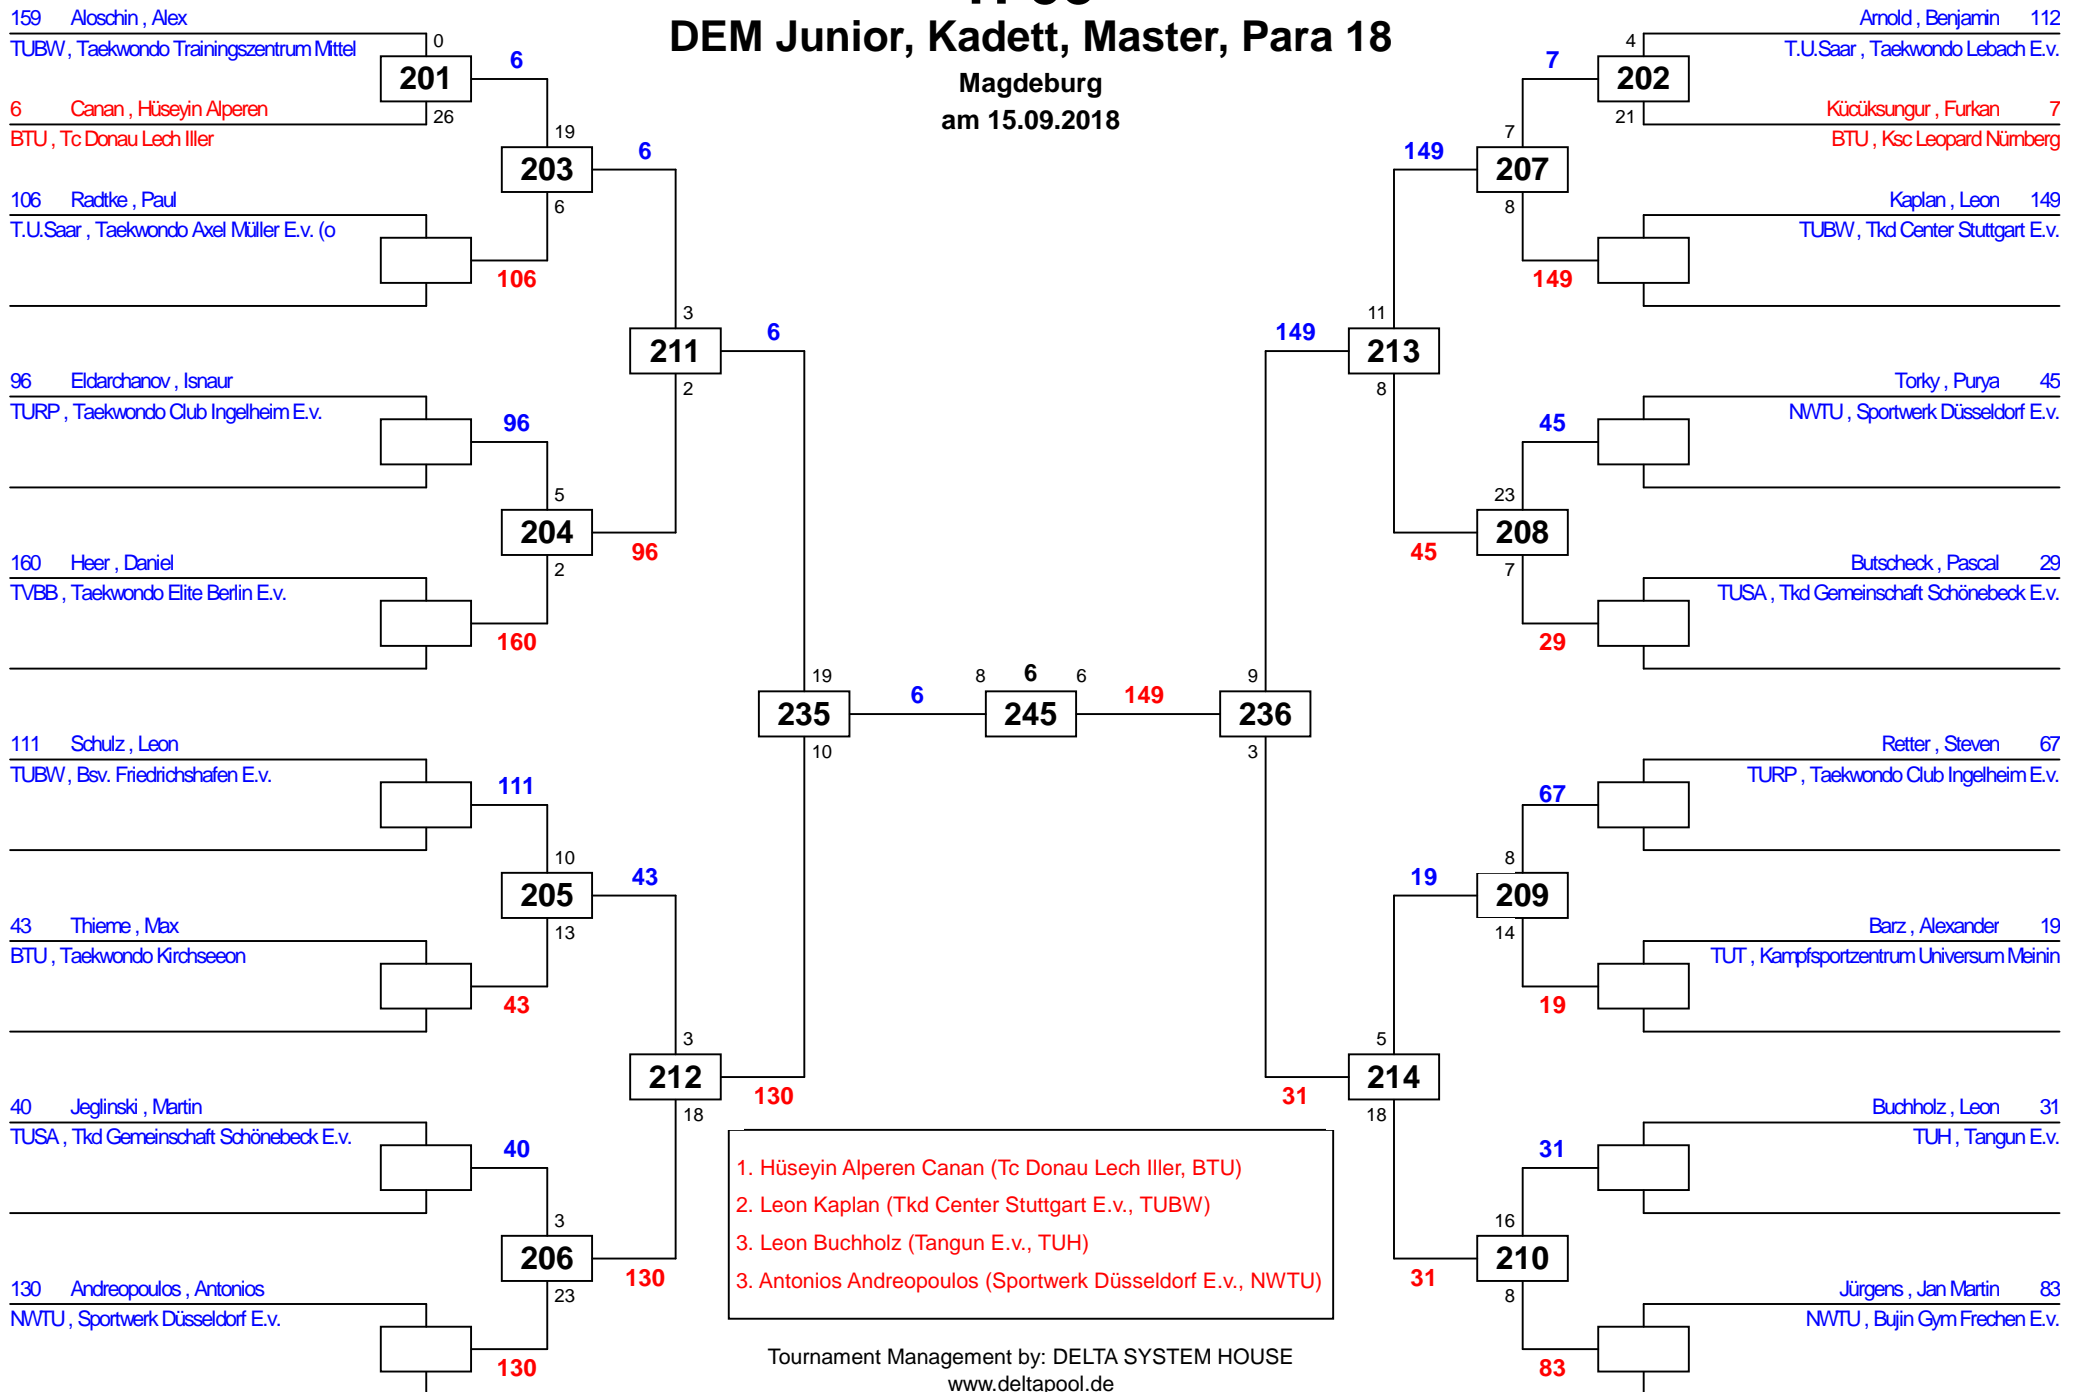 DEM Junior, Kadett, Master, Para 18
Magdeburg
am 15.09.2018
159 Aloschin , Alex
TUBW , Taekwondo Trainingszentrum Mittel
0
201
26
6
6 Canan , Hüseyin Alperen
BTU , Tc Donau Lech Iller
19
203
6
6
106 Radtke , Paul
T.U.Saar , Taekwondo Axel Müller E.v. (o
106
3
211
2
6
96 Eldarchanov , Isnaur
TURP , Taekwondo Club Ingelheim E.v.
96
5
204
2
96
160 Heer , Daniel
TVBB , Taekwondo Elite Berlin E.v.
160
19
235
10
6
8 6 6
245
149
9
236
3
111 Schulz , Leon
TUBW , Bsv. Friedrichshafen E.v.
111
10
205
13
43
43 Thieme , Max
BTU , Taekwondo Kirchseeon
43
3
212
18
130
40 Jeglinski , Martin
TUSA , Tkd Gemeinschaft Schönebeck E.v.
40
3
206
23
130
130 Andreopoulos , Antonios
NWTU , Sportwerk Düsseldorf E.v.
130
Arnold , Benjamin 112
T.U.Saar , Taekwondo Lebach E.v.
4
202
21
7
Kücüksungur , Furkan 7
BTU , Ksc Leopard Nürnberg
7
207
8
149
Kaplan , Leon 149
TUBW , Tkd Center Stuttgart E.v.
149
11
213
8
149
Torky , Purya 45
NWTU , Sportwerk Düsseldorf E.v.
45
23
208
7
45
Butscheck , Pascal 29
TUSA , Tkd Gemeinschaft Schönebeck E.v.
29
Retter , Steven 67
TURP , Taekwondo Club Ingelheim E.v.
67
8
209
14
19
Barz , Alexander 19
TUT , Kampfsportzentrum Universum Meinin
19
5
214
18
31
Buchholz , Leon 31
TUH , Tangun E.v.
31
16
210
8
31
Jürgens , Jan Martin 83
NWTU , Bujin Gym Frechen E.v.
83
1. Hüseyin Alperen Canan (Tc Donau Lech Iller, BTU)
2. Leon Kaplan (Tkd Center Stuttgart E.v., TUBW)
3. Leon Buchholz (Tangun E.v., TUH)
3. Antonios Andreopoulos (Sportwerk Düsseldorf E.v., NWTU)
Tournament Management by: DELTA SYSTEM HOUSE
www.deltapool.de